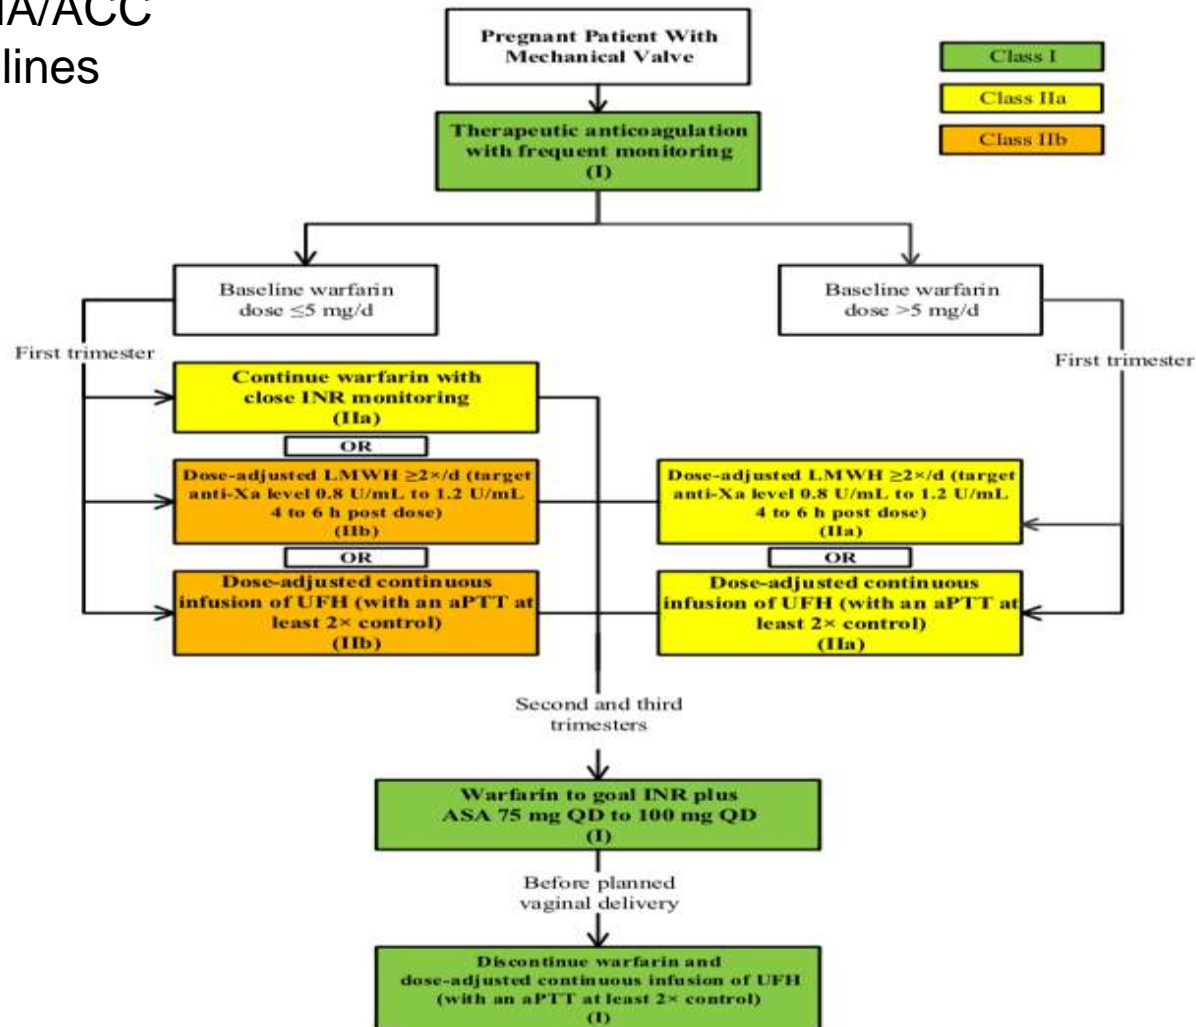 IA/ACC
lines
Pregnant Patient With
Mechanical Valve
Class I
Class IIa
Class IIb
Therapeutic anticoagulation
with frequent monitoring
(I)
Baseline warfarin
dose ≤5 mg/d
Baseline warfarin
dose >5 mg/d
First trimester
First trimester
Continue warfarin with
close INR monitoring
(IIa)
OR
Dose-adjusted LMWH ≥2×/d (target
anti-Xa level 0.8 U/mL to 1.2 U/mL
4 to 6 h post dose)
(IIb)
OR
Dose-adjusted continuous
infusion of UFH (with an aPTT at
least 2× control)
(IIb)
Dose-adjusted LMWH ≥2×/d (target
anti-Xa level 0.8 U/mL to 1.2 U/mL
4 to 6 h post dose)
(IIa)
OR
Dose-adjusted continuous
infusion of UFH (with an aPTT at
least 2× control)
(IIa)
Second and third
trimesters
Warfarin to goal INR plus
ASA 75 mg QD to 100 mg QD
(I)
Before planned
vaginal delivery
Discontinue warfarin and
dose-adjusted continuous infusion of UFH
(with an aPTT at least 2× control)
(I)